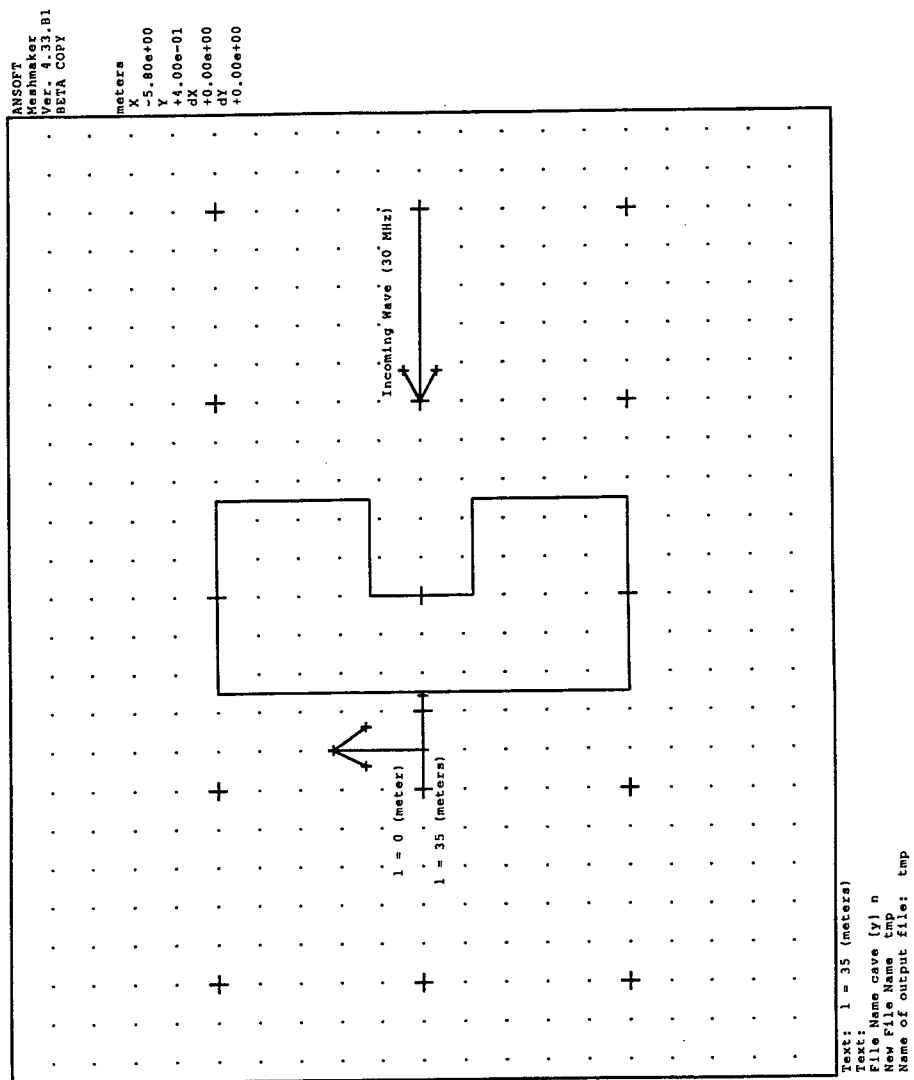 ANSOFT
Meshmaker
Ver. 4.33.B1
BETA COPY
meters
X
-5.80e+00
Y
+4.00e-01
dX
+0.00e+00
dY
+0.00e+00
Incoming Wave (30 MHz)
l = 0 (meter)
l = 35 (meters)
Text: l = 35 (meters)
Text:
File Name cave [y] n
New File Name tmp
Name of output file: tmp